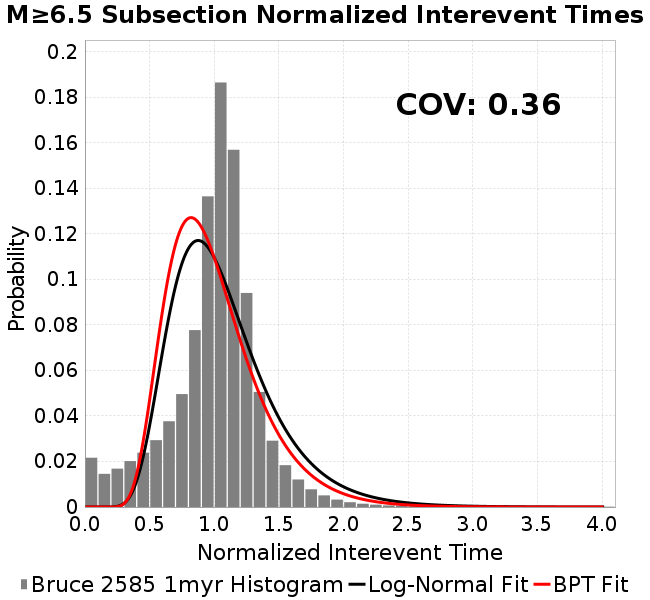 M≥6.5 Subsection Normalized Interevent Times
COV: 0.36
Probability
0.2
0.18
0.16
0.14
0.12
0.1
0.08
0.06
0.04
0.02
0
0.0 0.5 1.0 1.5 2.0 2.5 3.0 3.5 4.0
Normalized Interevent Time
Bruce 2585 1myr Histogram Log-Normal Fit BPT Fit